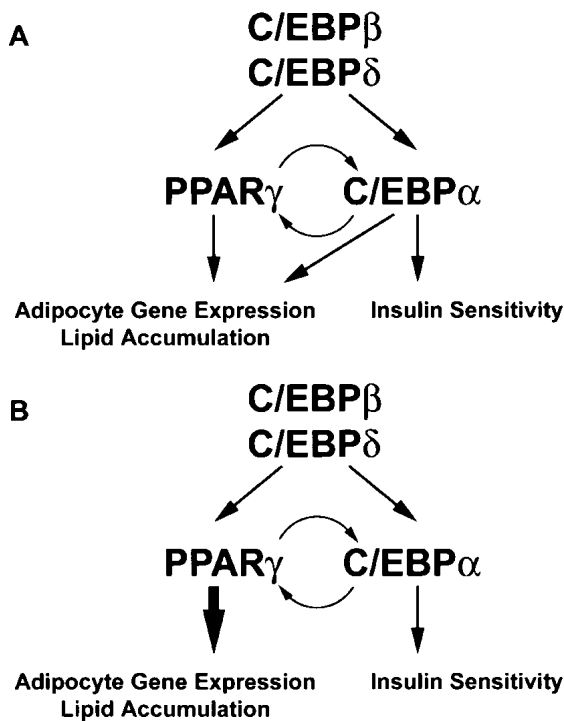 A
C/EBPβ
C/EBPδ
PPARγ C/EBPα
Adipocyte Gene Expression Insulin Sensitivity
Lipid Accumulation
B
C/EBPβ
C/EBPδ
PPARγ C/EBPα
Adipocyte Gene Expression Insulin Sensitivity
Lipid Accumulation